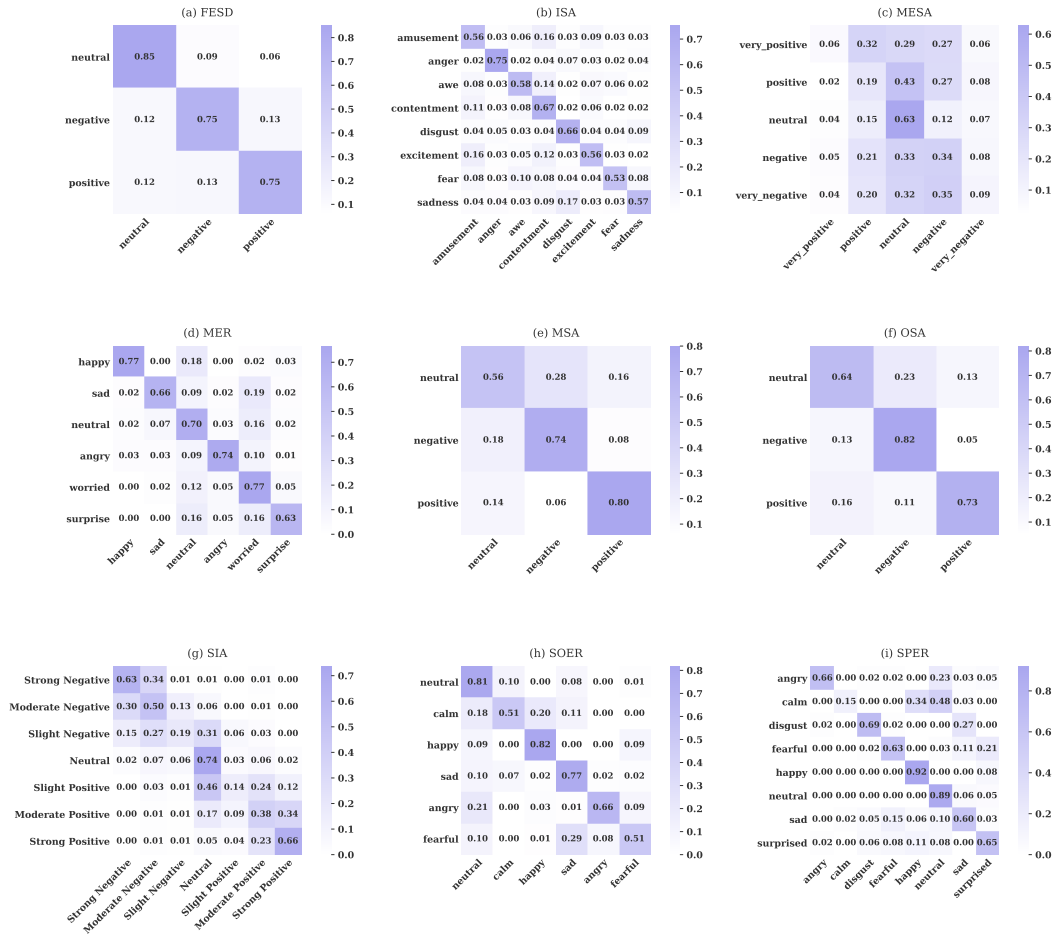 (a) FESD
neutral 0.85 0.09 0.06
negative 0.12 0.75 0.13
positive 0.12 0.13 0.75
neutral negative positive
0.8
0.7
0.6
0.5
0.4
0.3
0.2
0.1
(b) ISA
amusement 0.56 0.03 0.06 0.16 0.03 0.09 0.03 0.03
anger 0.02 0.75 0.02 0.04 0.07 0.03 0.02 0.04
awe 0.08 0.03 0.58 0.14 0.02 0.07 0.06 0.02
contentment 0.11 0.03 0.08 0.67 0.02 0.06 0.02 0.02
disgust 0.04 0.05 0.03 0.04 0.66 0.04 0.04 0.09
excitement 0.16 0.03 0.05 0.12 0.03 0.56 0.03 0.02
fear 0.08 0.03 0.10 0.08 0.04 0.04 0.53 0.08
sadness 0.04 0.04 0.03 0.09 0.17 0.03 0.03 0.57
amusement anger awe contentment disgust excitement fear sadness
0.7
0.6
0.5
0.4
0.3
0.2
0.1
(c) MESA
very_positive 0.06 0.32 0.29 0.27 0.06
positive 0.02 0.19 0.43 0.27 0.08
neutral 0.04 0.15 0.63 0.12 0.07
negative 0.05 0.21 0.33 0.34 0.08
very_negative 0.04 0.20 0.32 0.35 0.09
very_positive positive neutral negative very_negative
0.6
0.5
0.4
0.3
0.2
0.1
(d) MER
happy 0.77 0.00 0.18 0.00 0.02 0.03
sad 0.02 0.66 0.09 0.02 0.19 0.02
neutral 0.02 0.07 0.70 0.03 0.16 0.02
angry 0.03 0.03 0.09 0.74 0.10 0.01
worried 0.00 0.02 0.12 0.05 0.77 0.05
surprise 0.00 0.00 0.16 0.05 0.16 0.63
happy sad neutral angry worried surprise
0.7
0.6
0.5
0.4
0.3
0.2
0.1
0.0
(e) MSA
neutral 0.56 0.28 0.16
negative 0.18 0.74 0.08
positive 0.14 0.06 0.80
neutral negative positive
0.8
0.7
0.6
0.5
0.4
0.3
0.2
0.1
(f) OSA
neutral 0.64 0.23 0.13
negative 0.13 0.82 0.05
positive 0.16 0.11 0.73
neutral negative positive
0.8
0.7
0.6
0.5
0.4
0.3
0.2
0.1
(g) SIA
Strong Negative 0.63 0.34 0.01 0.01 0.00 0.01 0.00
Moderate Negative 0.30 0.50 0.13 0.06 0.00 0.01 0.00
Slight Negative 0.15 0.27 0.19 0.31 0.06 0.03 0.00
Neutral 0.02 0.07 0.06 0.74 0.03 0.06 0.02
Slight Positive 0.00 0.03 0.01 0.46 0.14 0.24 0.12
Moderate Positive 0.00 0.01 0.01 0.17 0.09 0.38 0.34
Strong Positive 0.00 0.01 0.01 0.05 0.04 0.23 0.66
Strong Negative Moderate Negative Slight Negative Neutral Slight Positive Moderate Positive Strong Positive
0.7
0.6
0.5
0.4
0.3
0.2
0.1
0.0
(h) SOER
neutral 0.81 0.10 0.00 0.08 0.00 0.01
calm 0.18 0.51 0.20 0.11 0.00 0.00
happy 0.09 0.00 0.82 0.00 0.00 0.09
sad 0.10 0.07 0.02 0.77 0.02 0.02
angry 0.21 0.00 0.03 0.01 0.66 0.09
fearful 0.10 0.00 0.01 0.29 0.08 0.51
neutral calm happy sad angry fearful
0.8
0.7
0.6
0.5
0.4
0.3
0.2
0.1
0.0
(i) SPER
angry 0.66 0.00 0.02 0.02 0.00 0.23 0.03 0.05
calm 0.00 0.15 0.00 0.00 0.34 0.48 0.03 0.00
disgust 0.02 0.00 0.69 0.02 0.00 0.00 0.27 0.00
fearful 0.00 0.00 0.02 0.63 0.00 0.03 0.11 0.21
happy 0.00 0.00 0.00 0.00 0.92 0.00 0.00 0.08
neutral 0.00 0.00 0.00 0.00 0.00 0.89 0.06 0.05
sad 0.00 0.02 0.05 0.15 0.06 0.10 0.60 0.03
surprised 0.02 0.00 0.06 0.08 0.11 0.08 0.00 0.65
angry calm disgust fearful happy neutral sad surprised
0.8
0.6
0.4
0.2
0.0